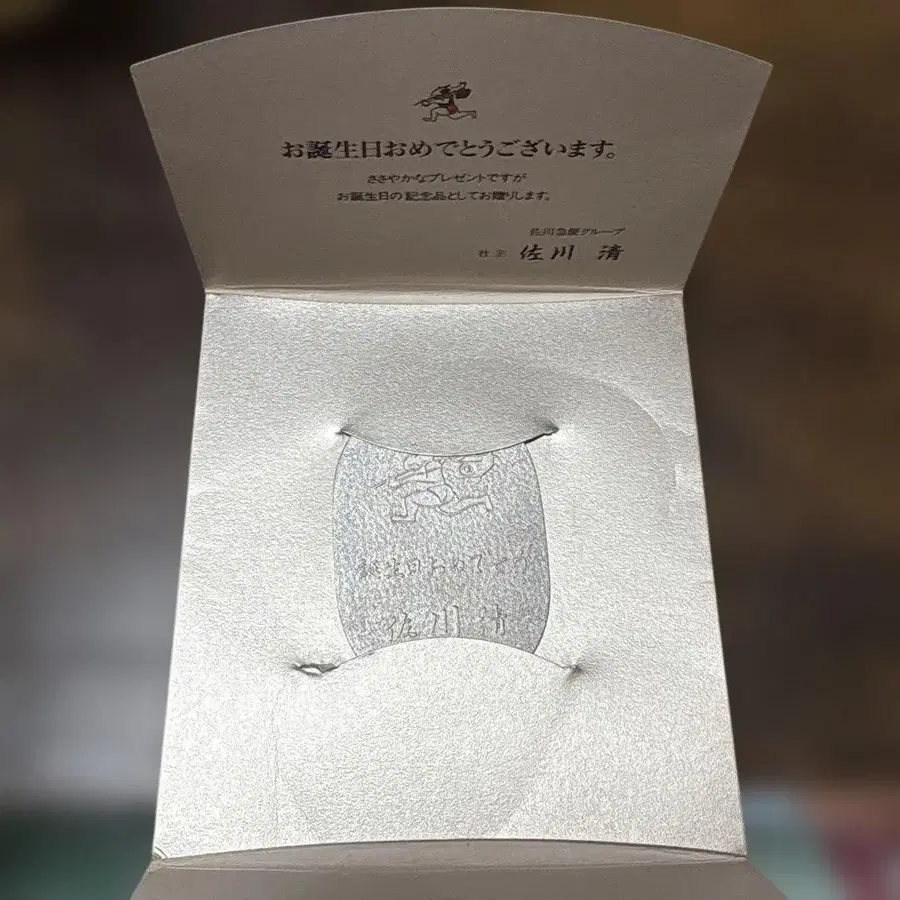 お誕生日おめでとうございます。
ささやかなプレゼントですが
お誕生日の記念品としてお贈りします。
佐川急便グループ
社主 佐川 清
誕生日おめでとう
佐川 清